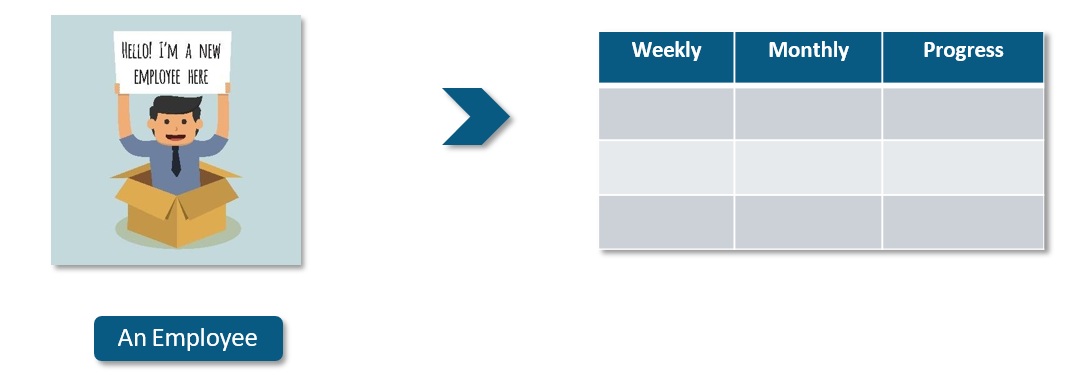 HELLO! I'M A NEW
EMPLOYEE HERE
An Employee
Weekly Monthly Progress